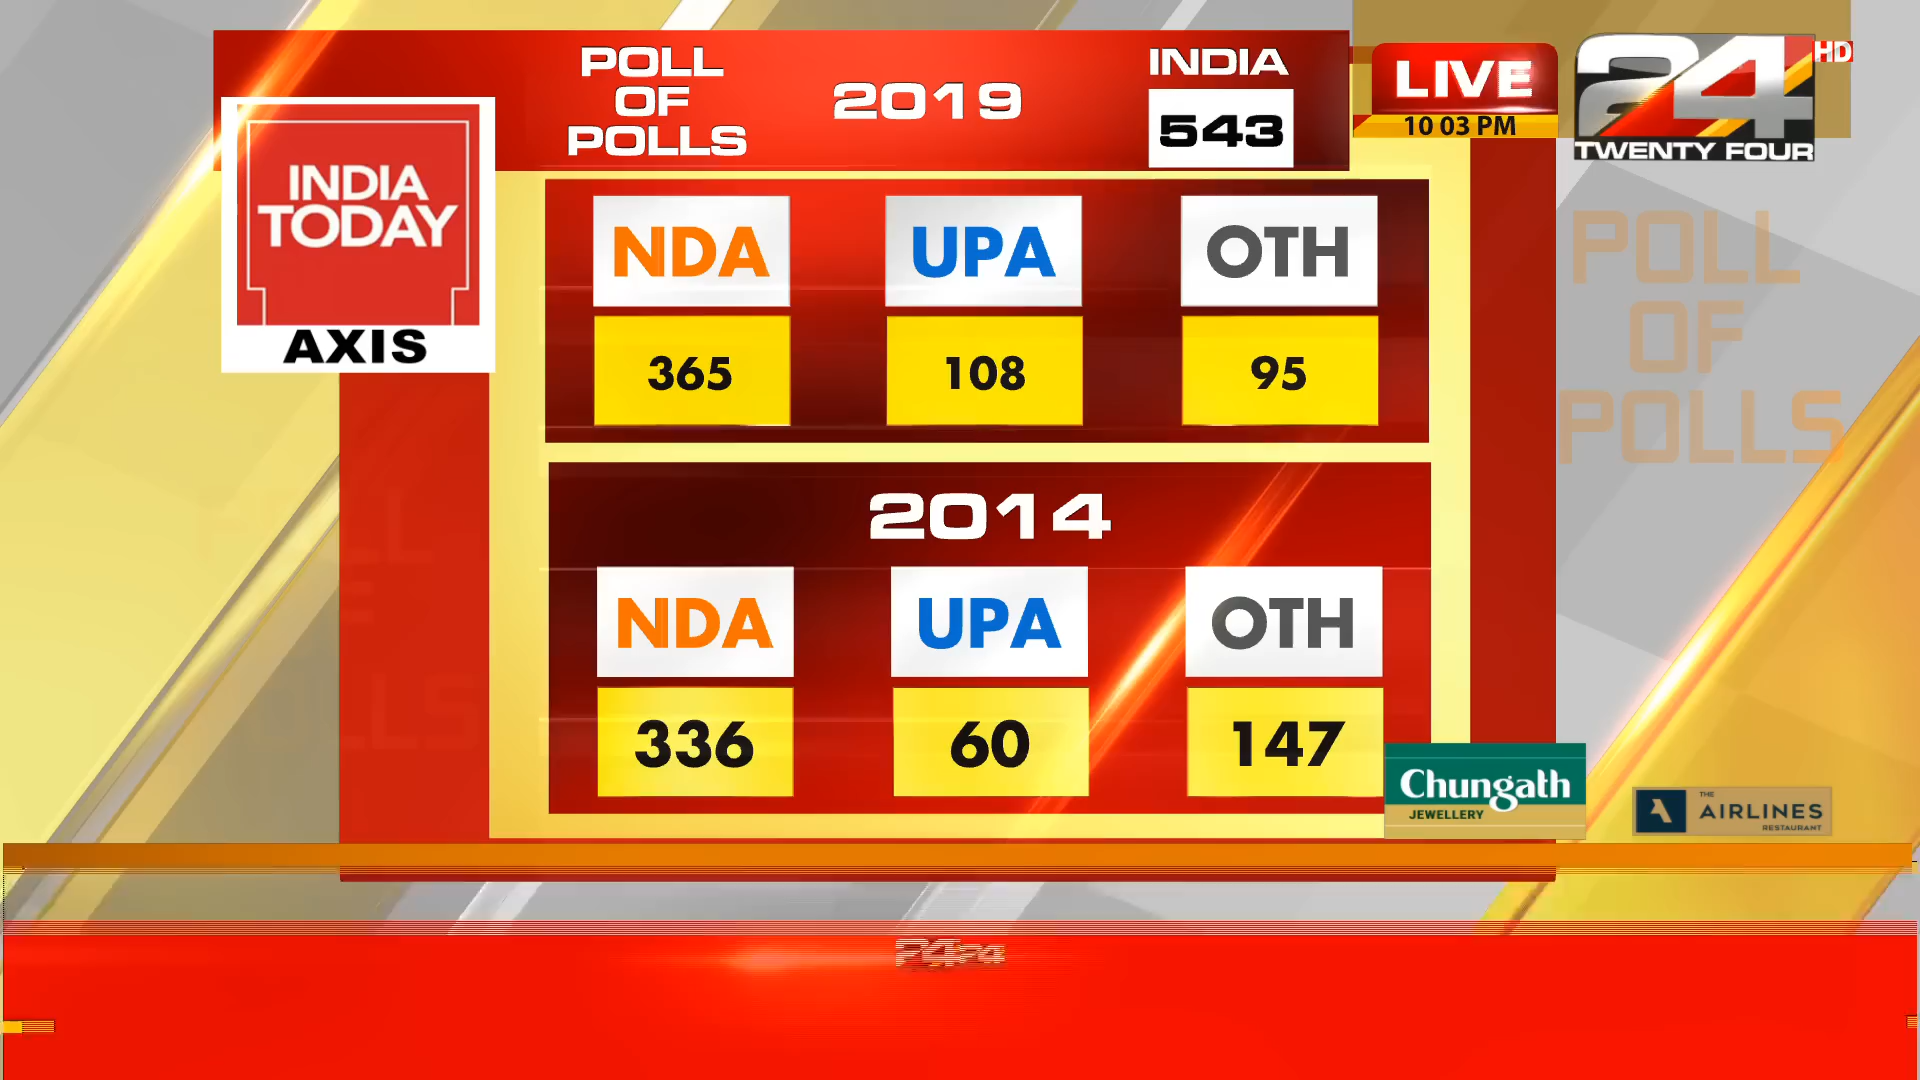 POLL
OF
POLLS
2019
INDIA
543
LIVE
10 03 PM
24
HD
TWENTY FOUR
INDIA
TODAY
AXIS
NDA
UPA
OTH
365
108
95
POLL
OF
POLLS
2014
NDA
UPA
OTH
336
60
147
Chungath
JEWELLERY
THE
AIRLINES
RESTAURANT
24 24